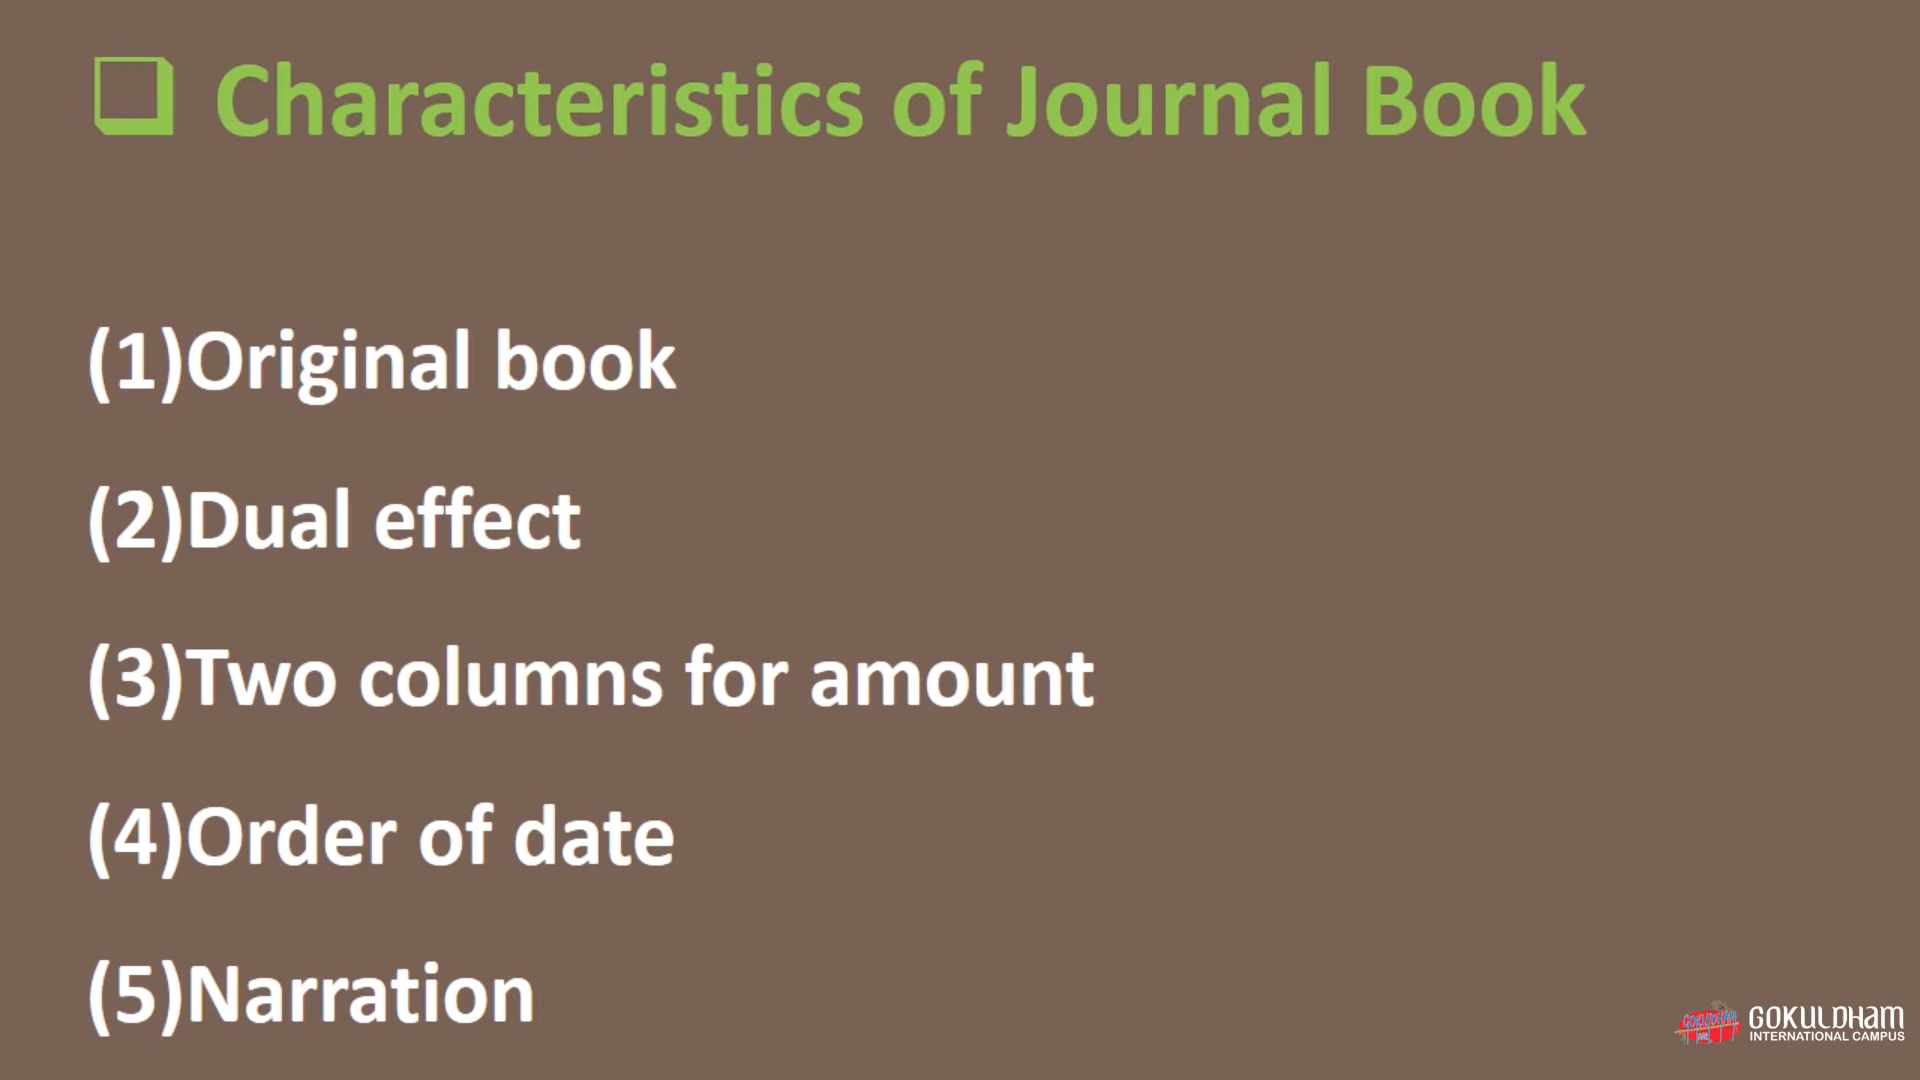 ❑ Characteristics of Journal Book
(1)Original book
(2)Dual effect
(3)Two columns for amount
(4)Order of date
(5)Narration
GOKULDHAM
INTERNATIONAL CAMPUS